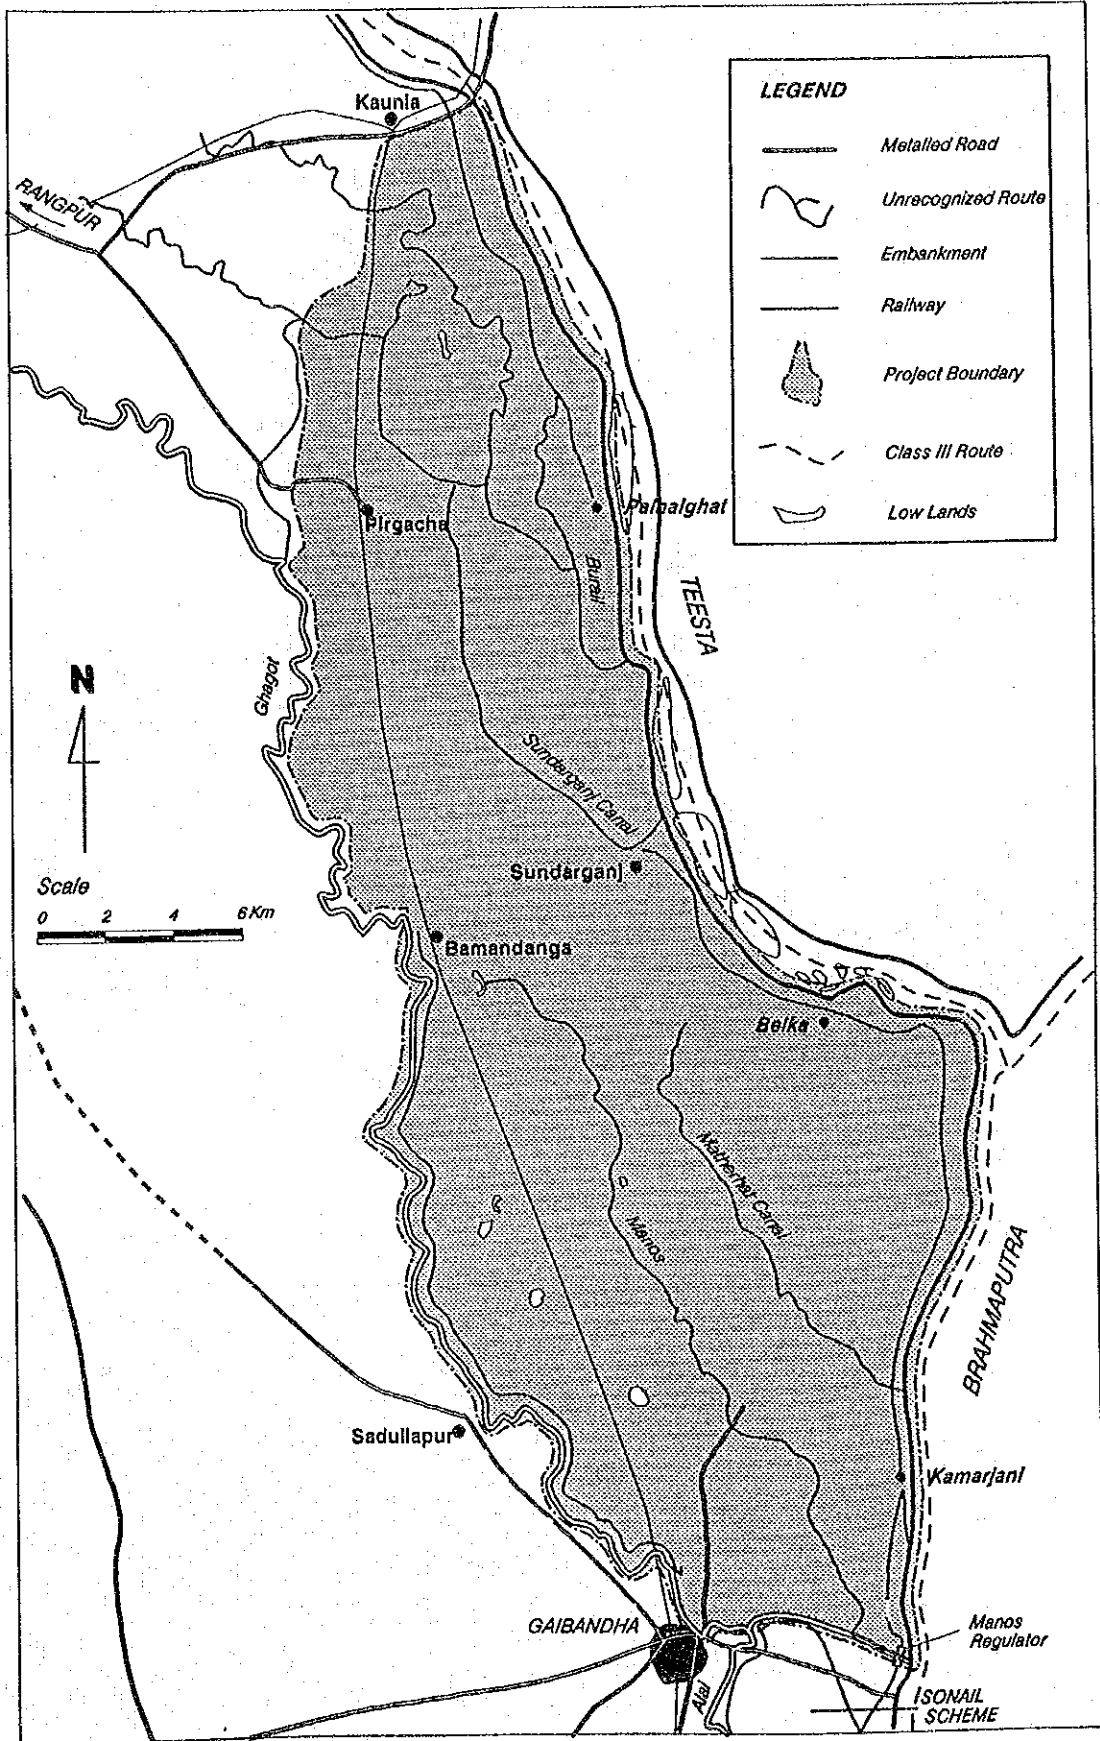 LEGEND
Metalled Road
Unrecognized Route
Embankment
Railway
Project Boundary
Class III Route
Low Lands
Kaunia
RANGPUR
Pirgacha
Painalghat
Burail
TEESTA
Ghagot
N
Sundarganj Canal
Scale
0 2 4 6 Km
Sundarganj
Bamandanga
Belka
Matherhat Canal
Manos
BRAHMAPUTRA
Sadullapur
Kamarjani
GAIBANDHA
Manos
Regulator
Alai
SONAIL
SCHEME